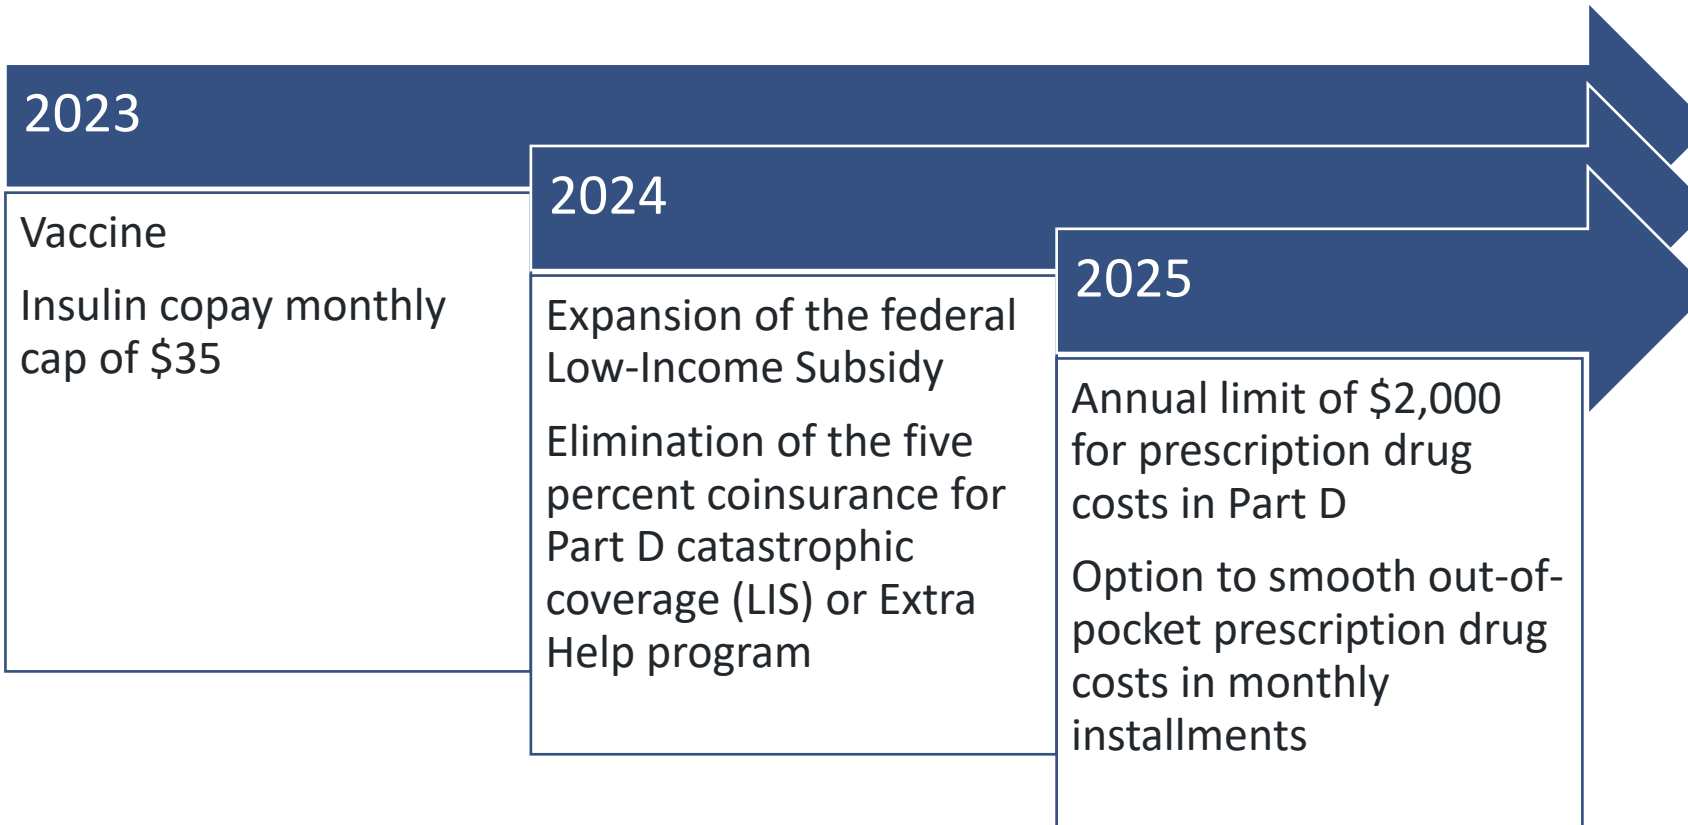 2023
Vaccine
Insulin copay monthly
cap of $35
2024
Expansion of the federal
Low-Income Subsidy
Elimination of the five
percent coinsurance for
Part D catastrophic
coverage (LIS) or Extra
Help program
2025
Annual limit of $2,000
for prescription drug
costs in Part D
Option to smooth out-of-
pocket prescription drug
costs in monthly
installments